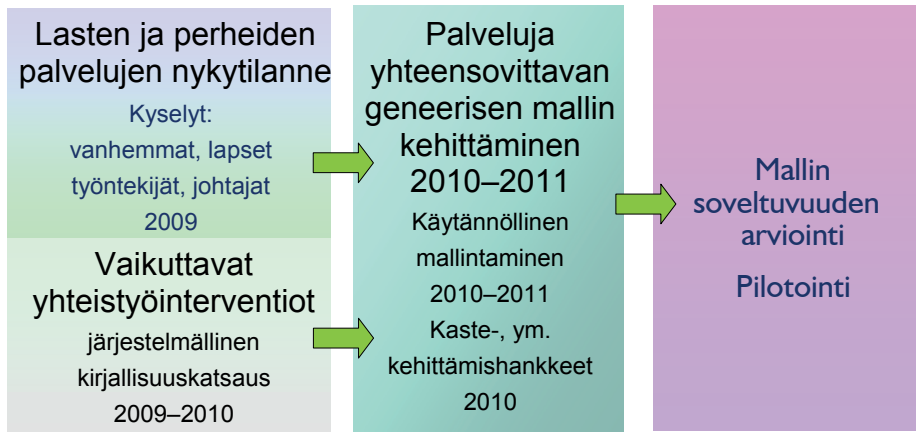 Lasten ja perheiden
palvelujen nykytilanne
Kyselyt:
vanhemmat, lapset
työntekijät, johtajat
2009
Vaikuttavat
yhteistyöinterventiot
järjestelmällinen
kirjallisuuskatsaus
2009–2010
Palveluja
yhteensovittavan
geneerisen mallin
kehittäminen
2010–2011
Käytännöllinen
mallintaminen
2010–2011
Kaste-, ym.
kehittämishankkeet
2010
Mallin
soveltuvuuden
arviointi
Pilotointi